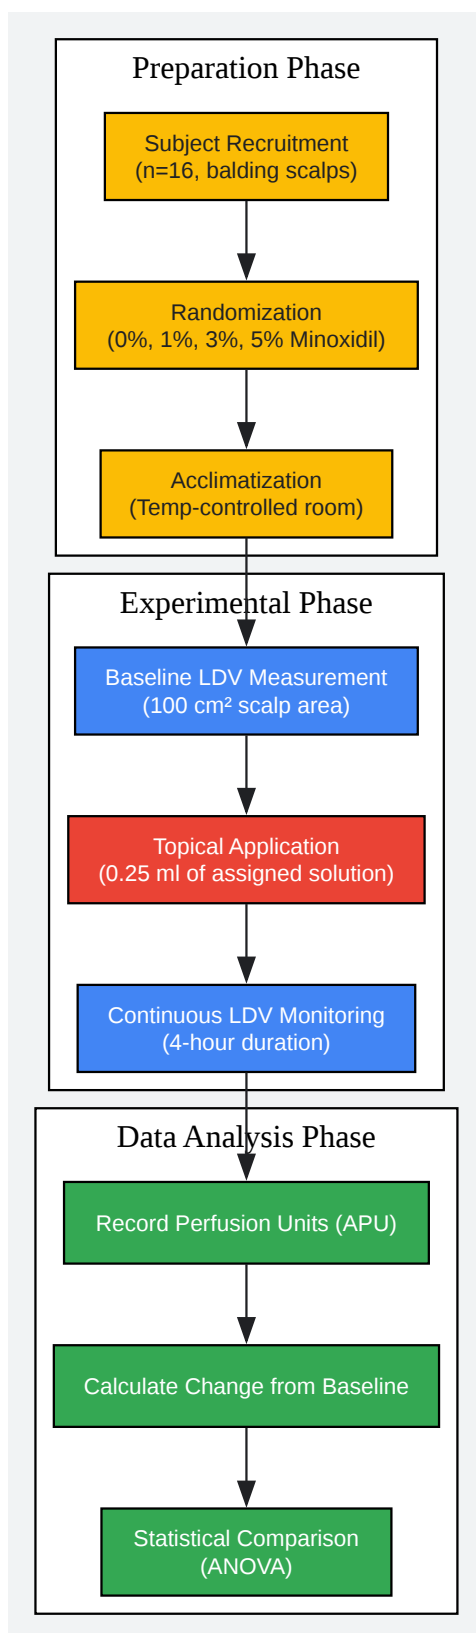 Preparation Phase
Subject Recruitment
(n=16, balding scalps)
Randomization
(0%, 1%, 3%, 5% Minoxidil)
Acclimatization
(Temp-controlled room)
Experimental Phase
Baseline LDV Measurement
(100 cm² scalp area)
Topical Application
(0.25 ml of assigned solution)
Continuous LDV Monitoring
(4-hour duration)
Data Analysis Phase
Record Perfusion Units (APU)
Calculate Change from Baseline
Statistical Comparison
(ANOVA)